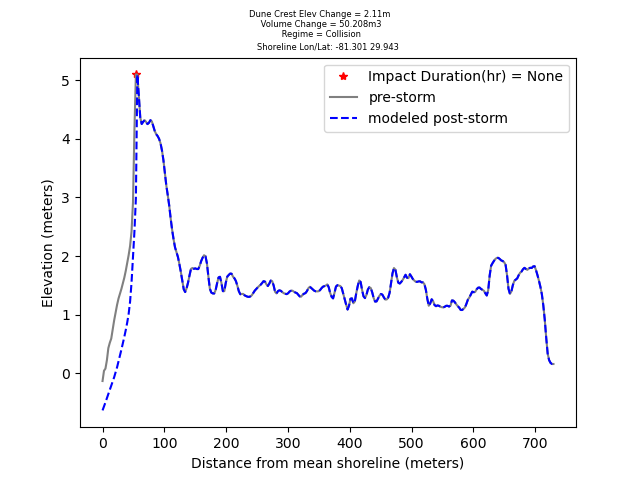 Dune Crest Elev Change = 2.11m
Volume Change = 50.208m3
Regime = Collision
Shoreline Lon/Lat: -81.301 29.943
Impact Duration(hr) = None
pre-storm
modeled post-storm
Elevation (meters)
5
4
3
2
1
0
0 100 200 300 400 500 600 700
Distance from mean shoreline (meters)